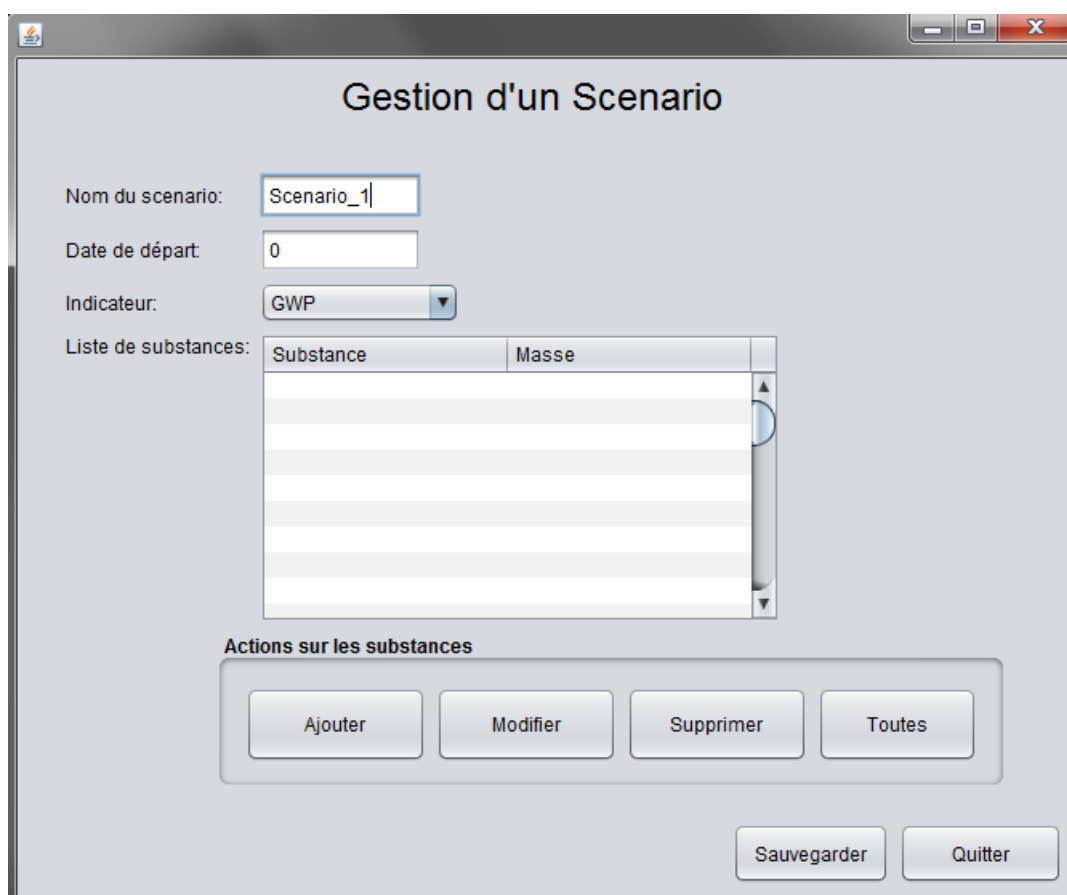 Gestion d'un Scenario
Nom du scenario: Scenario_1
Date de départ: 0
Indicateur: GWP
Liste de substances: Substance Masse
Actions sur les substances
Ajouter Modifier Supprimer Toutes
Sauvegarder Quitter